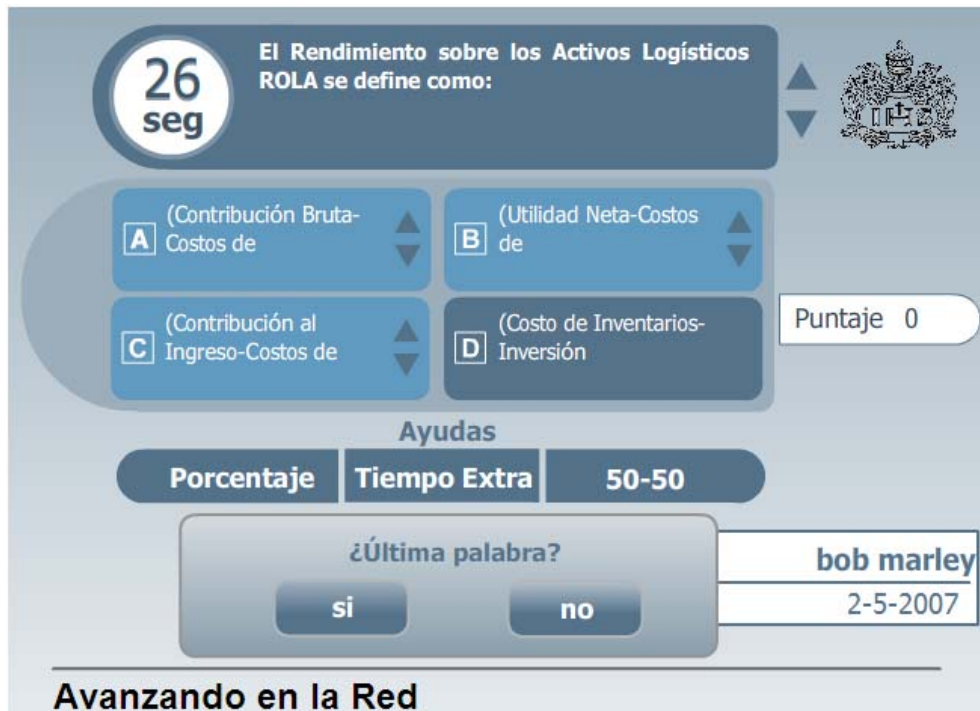 26
seg
El Rendimiento sobre los Activos Logísticos
ROLA se define como:
IHS
A
(Contribución Bruta-
Costos de
B
(Utilidad Neta-Costos
de
C
(Contribución al
Ingreso-Costos de
D
(Costo de Inventarios-
Inversión
Puntaje 0
Ayudas
Porcentaje
Tiempo Extra
50-50
¿Última palabra?
si
no
bob marley
2-5-2007
Avanzando en la Red